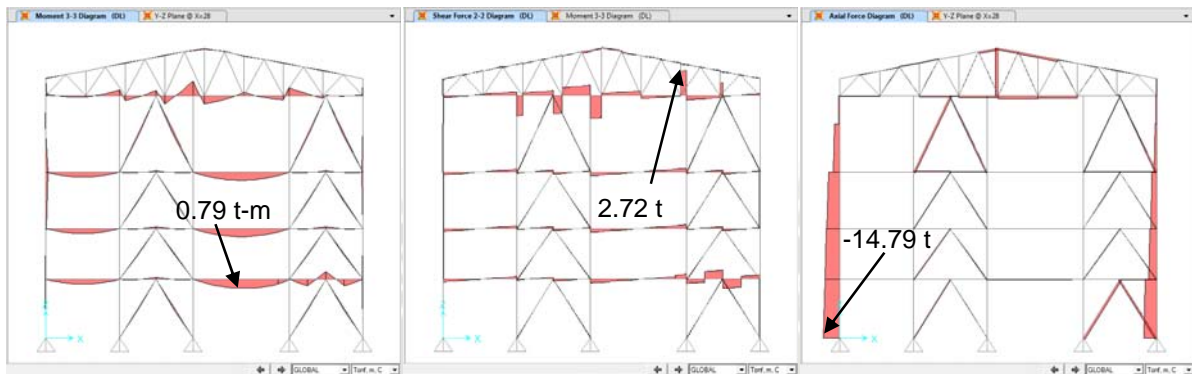 Moment 3-3 Diagram (DL)
Y-Z Plane @ X=28
Shear Force 2-2 Diagram (DL)
Moment 3-3 Diagram (DL)
Axial Force Diagram (DL)
Y-Z Plane @ X=28
0.79 t-m
2.72 t
-14.79 t
Z
X
Z
X
Z
X
GLOBAL
Tonf, m, C
GLOBAL
Tonf, m, C
GLOBAL
Tonf, m, C